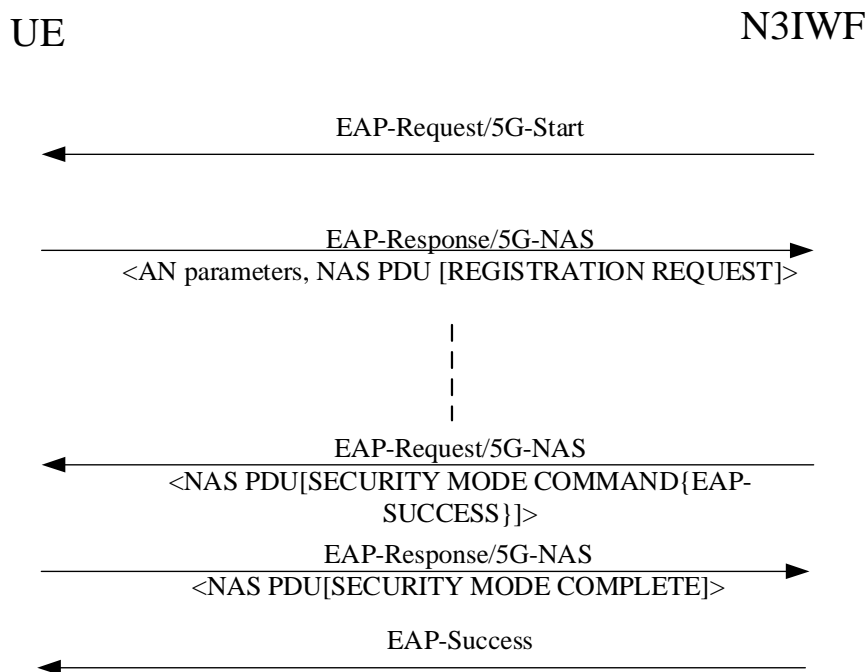 UE
N3IWF
EAP-Request/5G-Start
EAP-Response/5G-NAS
<AN parameters, NAS PDU [REGISTRATION REQUEST]>
EAP-Request/5G-NAS
<NAS PDU[SECURITY MODE COMMAND{EAP-
SUCCESS}]>
EAP-Response/5G-NAS
<NAS PDU[SECURITY MODE COMPLETE]>
EAP-Success